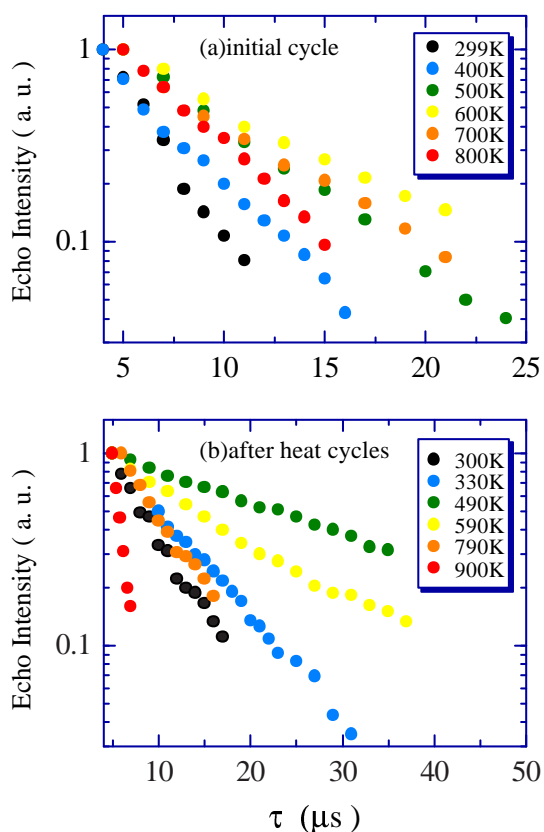 (a)initial cycle
299K
400K
500K
600K
700K
800K
Echo Intensity ( a. u. )
1
0.1
5
10
15
20
25
(b)after heat cycles
300K
330K
490K
590K
790K
900K
Echo Intensity ( a. u. )
1
0.1
10
20
30
40
50
τ (μs)